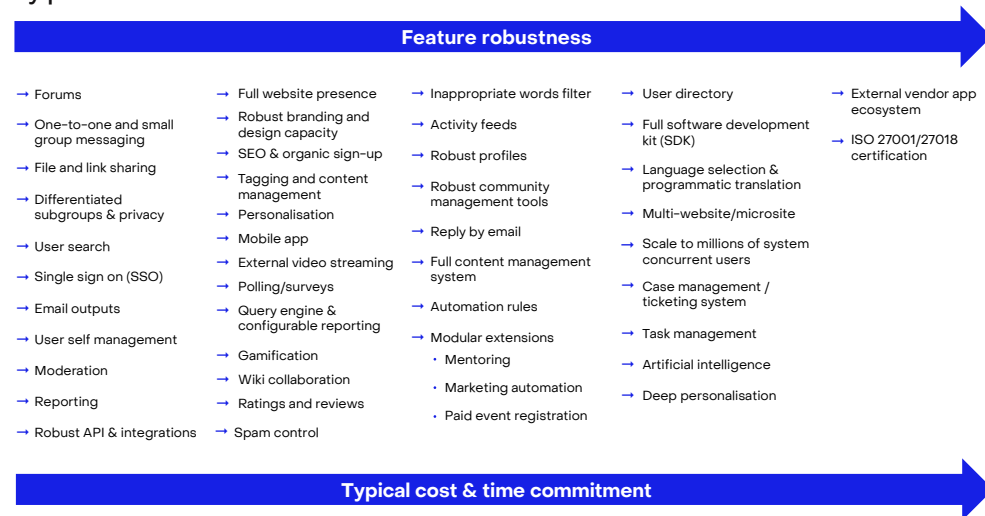 Feature robustness
→ Forums
→ One-to-one and small
group messaging
→ File and link sharing
→ Differentiated
subgroups & privacy
→ User search
→ Single sign on (SSO)
→ Email outputs
→ User self management
→ Moderation
→ Reporting
→ Robust API & integrations
→ Full website presence
→ Robust branding and
design capacity
→ SEO & organic sign-up
→ Tagging and content
management
→ Personalisation
→ Mobile app
→ External video streaming
→ Polling/surveys
→ Query engine &
configurable reporting
→ Gamification
→ Wiki collaboration
→ Ratings and reviews
→ Spam control
→ Inappropriate words filter
→ Activity feeds
→ Robust profiles
→ Robust community
management tools
→ Reply by email
→ Full content management
system
→ Automation rules
→ Modular extensions
• Mentoring
• Marketing automation
• Paid event registration
→ User directory
→ Full software development
kit (SDK)
→ Language selection &
programmatic translation
→ Multi-website/microsite
→ Scale to millions of system
concurrent users
→ Case management /
ticketing system
→ Task management
→ Artificial intelligence
→ Deep personalisation
→ External vendor app
ecosystem
→ ISO 27001/27018
certification
Typical cost & time commitment